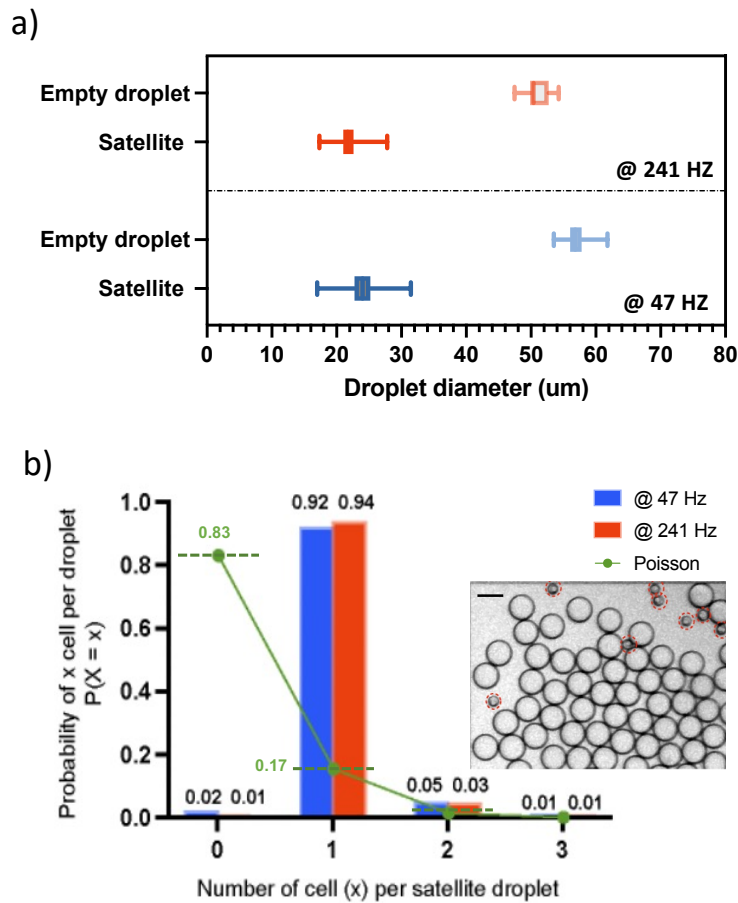 a)
Empty droplet
Satellite
@ 241 HZ
Empty droplet
Satellite
@ 47 HZ
0 10 20 30 40 50 60 70 80
Droplet diameter (um)
b)
@ 47 Hz
@ 241 Hz
Poisson
Probability of x cell per droplet
P(X = x)
1.0
0.8
0.6
0.4
0.2
0.0
0.83
0.92 0.94
0.17
0.02 0.01
0.05 0.03
0.01 0.01
0 1 2 3
Number of cell (x) per satellite droplet